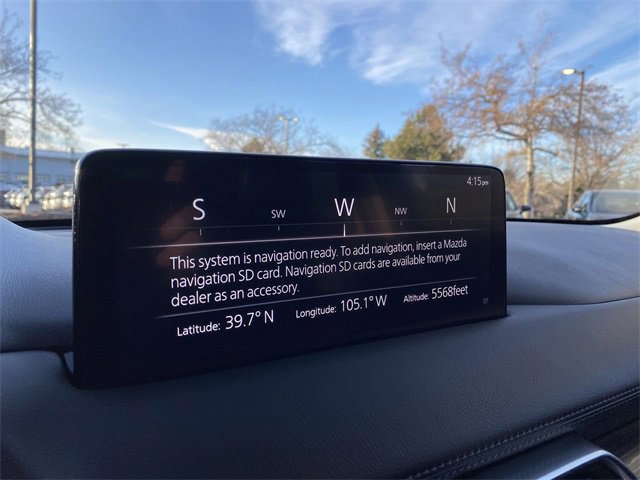 4:15pm
S SW W NW N
This system is navigation ready. To add navigation, insert a Mazda
navigation SD card. Navigation SD cards are available from your
dealer as an accessory.
Latitude: 39.7° N Longitude: 105.1° W Altitude: 5568feet